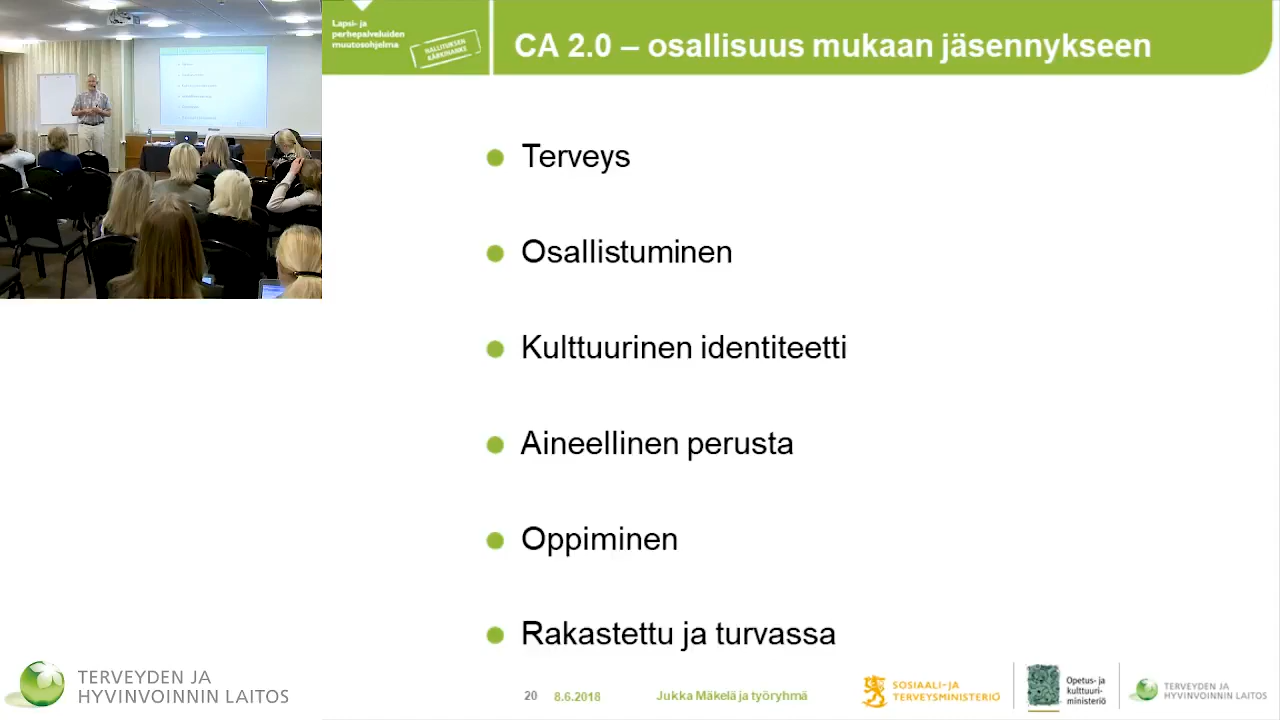 Lapsi- ja
perhepalveluiden
muutosohjelma
HALLITUKSEN
KÄRKIHANKE
CA 2.0 – osallisuus mukaan jäsennykseen
Terveys
Osallistuminen
Kulttuurinen identiteetti
Aineellinen perusta
Oppiminen
Rakastettu ja turvassa
TERVEYDEN JA
HYVINVOINNIN LAITOS
20 8.6.2018 Jukka Mäkelä ja työryhmä
SOSIAALI- JA
TERVEYSMINISTERIÖ
Opetus- ja
kulttuuri-
ministeriö
TERVEYDEN JA
HYVINVOINNIN LAITOS